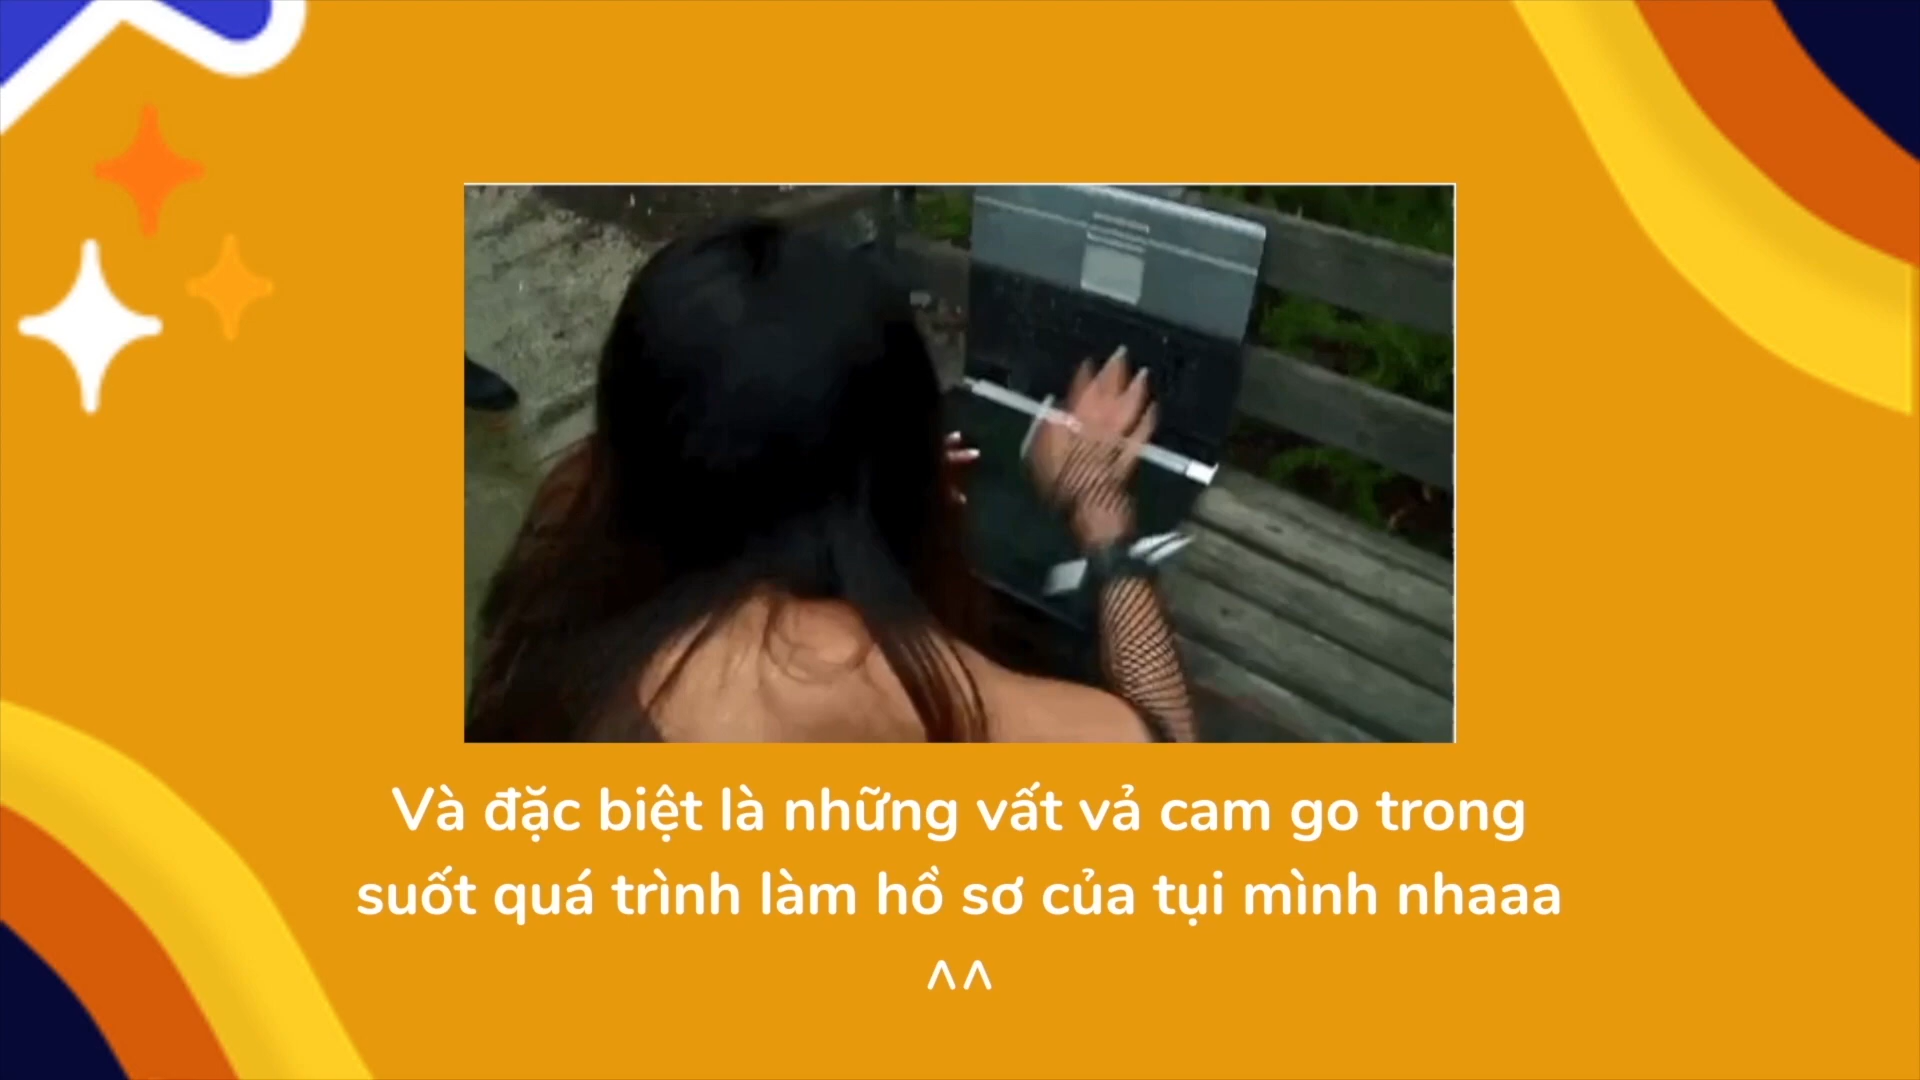 Và đặc biệt là những vất vả cam go trong
suốt quá trình làm hồ sơ của tụi mình nhaaa
^^